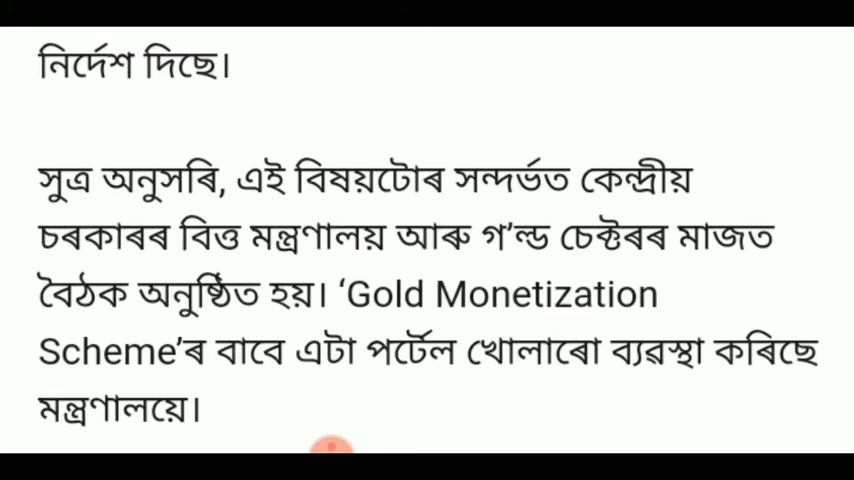 নিৰ্দেশ দিছে।
সুত্ৰ অনুসৰি, এই বিষয়টোৰ সন্দৰ্ভত কেন্দ্ৰীয়
চৰকাৰৰ বিত্ত মন্ত্ৰণালয় আৰু গ’ল্ড চেক্টৰৰ মাজত
বৈঠক অনুষ্ঠিত হয়। ‘Gold Monetization
Scheme’ৰ বাবে এটা পৰ্টেল খোলাৰো ব্যৱস্থা কৰিছে
মন্ত্ৰণালয়ে।